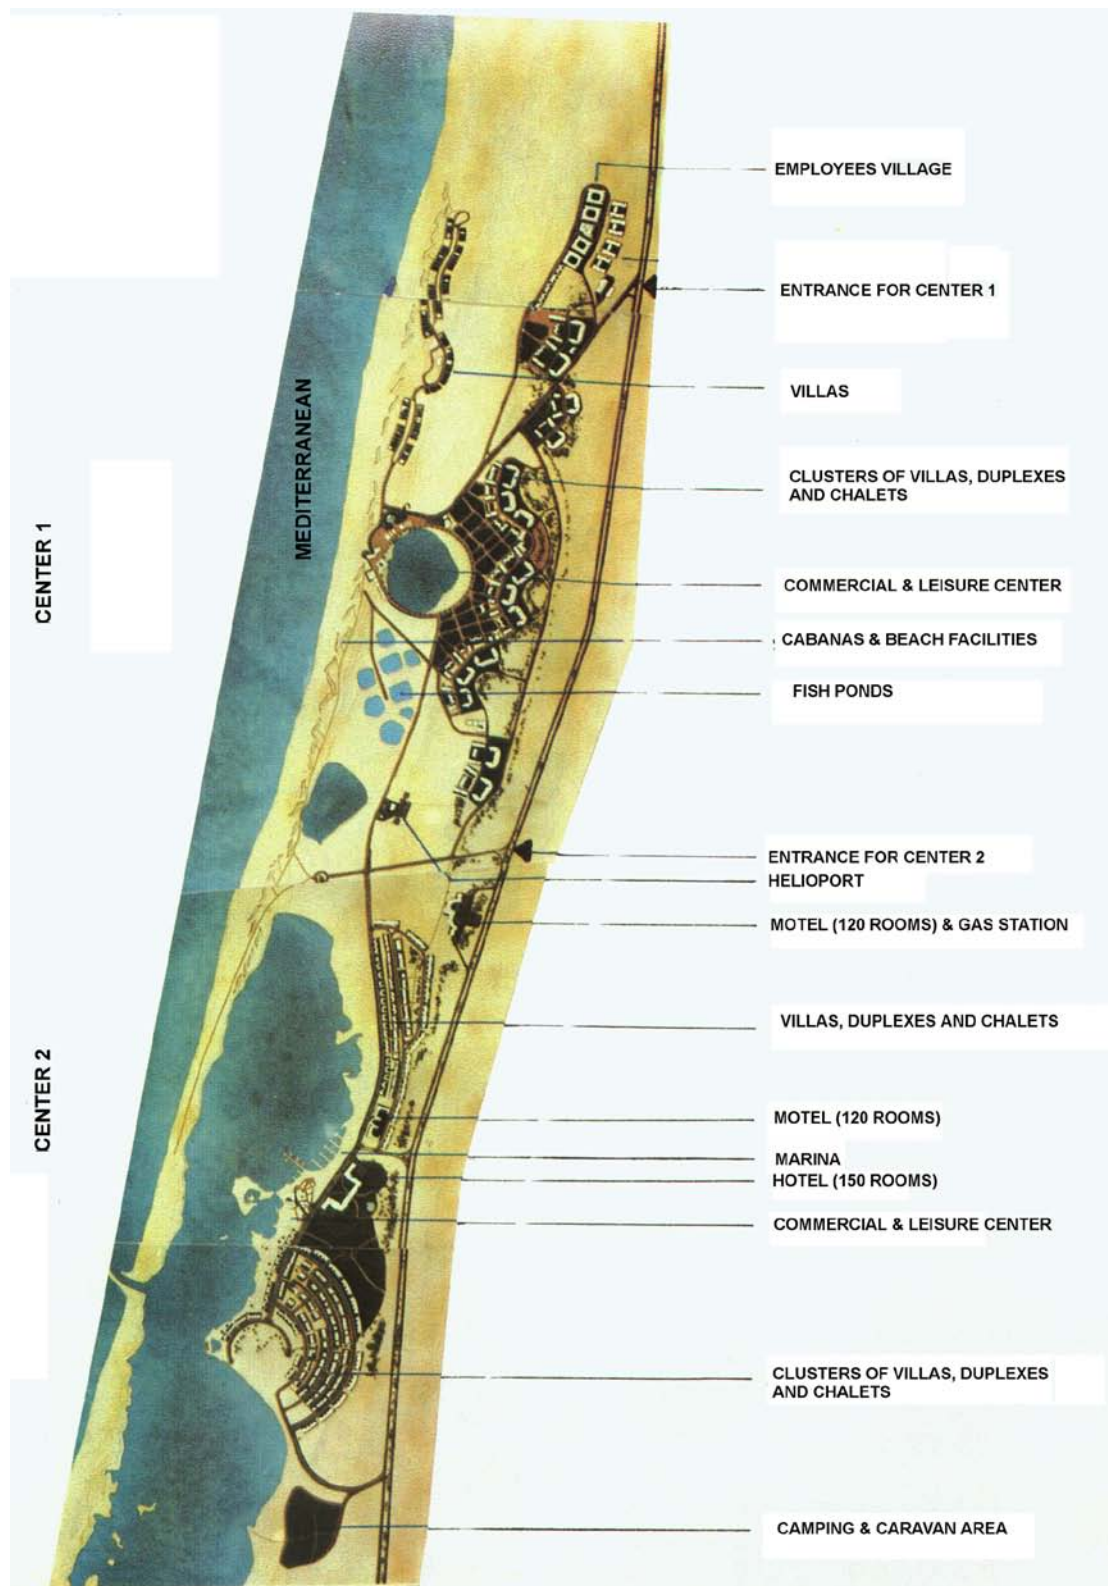 EMPLOYEES VILLAGE
ENTRANCE FOR CENTER 1
VILLAS
MEDITERRANEAN
CLUSTERS OF VILLAS, DUPLEXES
AND CHALETS
CENTER 1
COMMERCIAL & LEISURE CENTER
CABANAS & BEACH FACILITIES
FISH PONDS
ENTRANCE FOR CENTER 2
HELIOPORT
MOTEL (120 ROOMS) & GAS STATION
VILLAS, DUPLEXES AND CHALETS
CENTER 2
MOTEL (120 ROOMS)
MARINA
HOTEL (150 ROOMS)
COMMERCIAL & LEISURE CENTER
CLUSTERS OF VILLAS, DUPLEXES
AND CHALETS
CAMPING & CARAVAN AREA